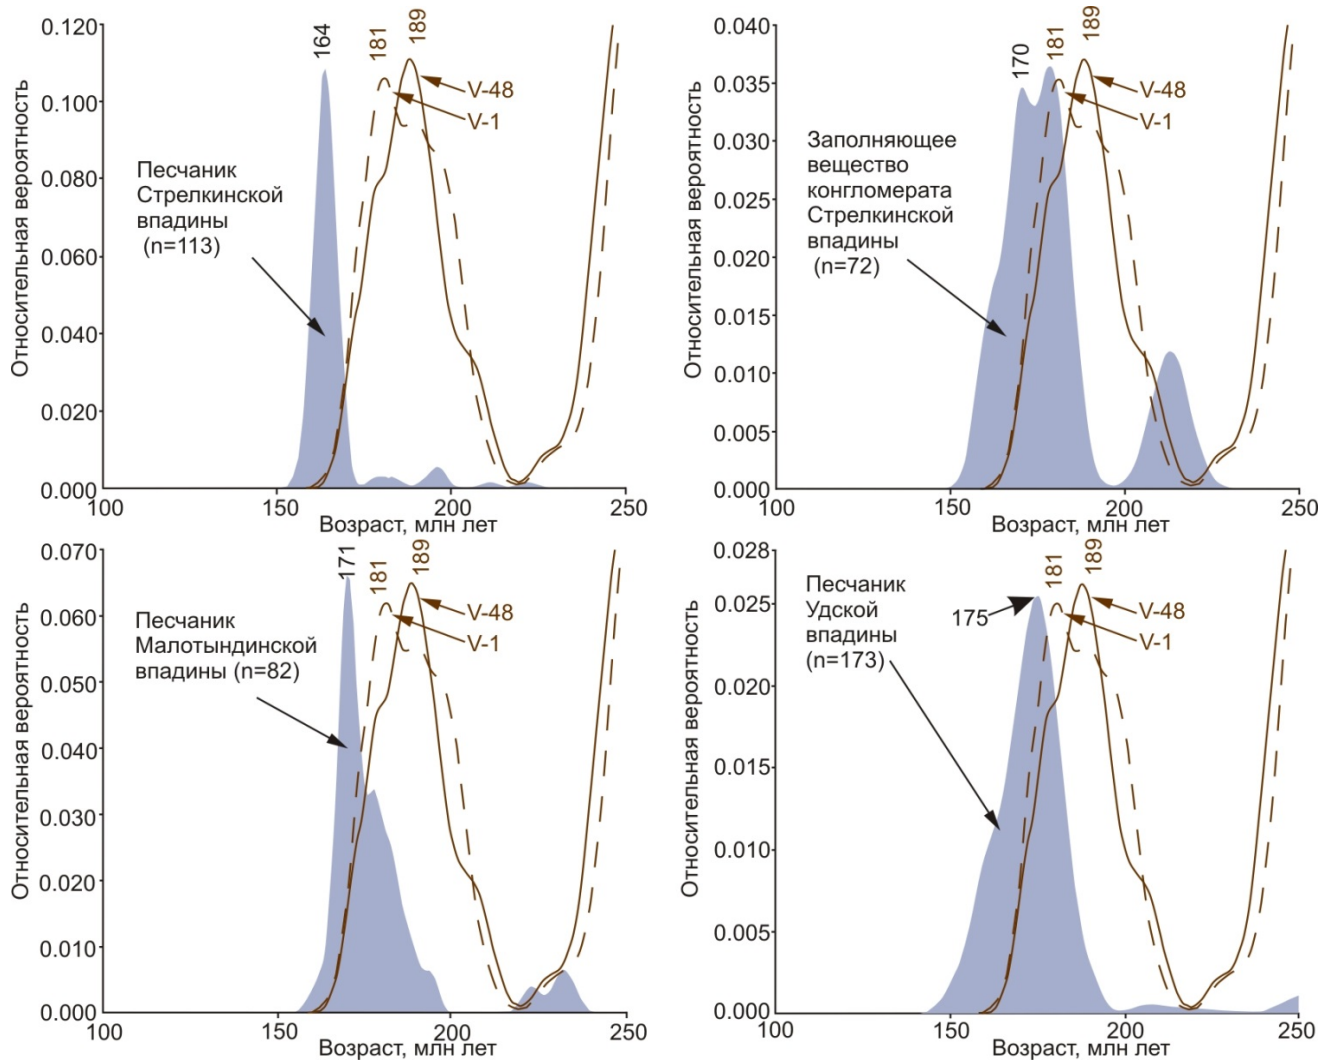 Относительная вероятность
0.120
0.100
0.080
0.060
0.040
0.020
0.000
164
181
189
V-48
V-1
Песчаник
Стрелкинской
впадины
(n=113)
100
150
200
250
Возраст, млн лет
Относительная вероятность
0.040
0.035
0.030
0.025
0.020
0.015
0.010
0.005
0.000
170
181
189
V-48
V-1
Заполняющее
вещество
конгломерата
Стрелкинской
впадины
(n=72)
100
150
200
250
Возраст, млн лет
Относительная вероятность
0.070
0.060
0.050
0.040
0.030
0.020
0.010
0.000
171
181
189
V-48
V-1
Песчаник
Малотындинской
впадины (n=82)
100
150
200
250
Возраст, млн лет
Относительная вероятность
0.028
0.025
0.020
0.015
0.010
0.005
0.000
175
181
189
V-48
V-1
Песчаник
Удской
впадины
(n=173)
100
150
200
250
Возраст, млн лет